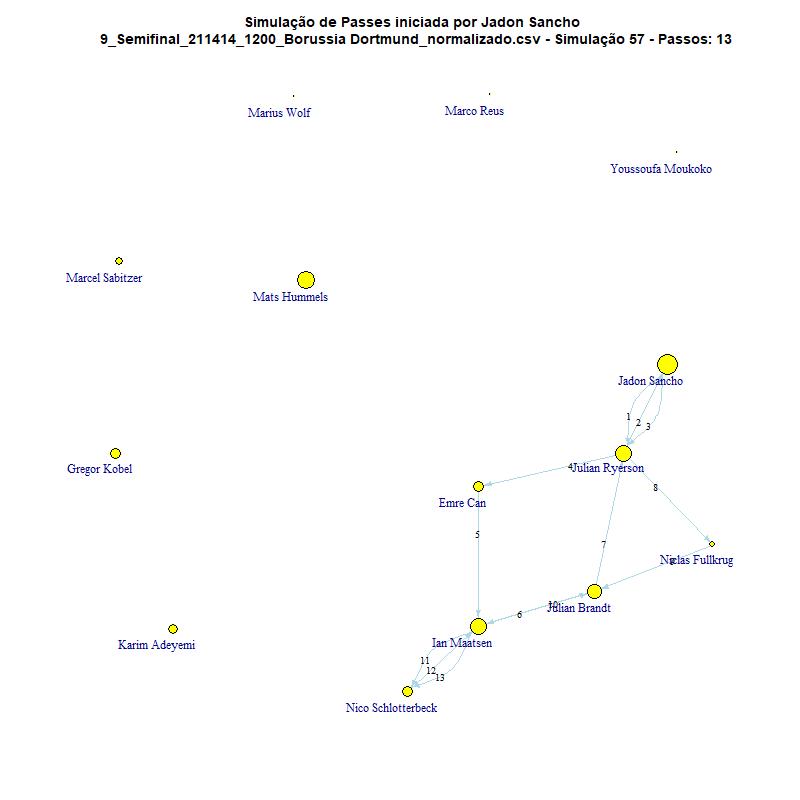 Simulação de Passes iniciada por Jadon Sancho
9_Semifinal_211414_1200_Borussia Dortmund_normalizado.csv - Simulação 57 - Passos: 13
Marius Wolf
Marco Reus
Youssoufa Moukoko
Marcel Sabitzer
Mats Hummels
Jadon Sancho
1
2
3
Gregor Kobel
4
Julian Ryerson
8
Emre Can
5
7
Niclas Fullkrug
9
10
Julian Brandt
6
Karim Adeyemi
Ian Maatsen
11
12
13
Nico Schlotterbeck